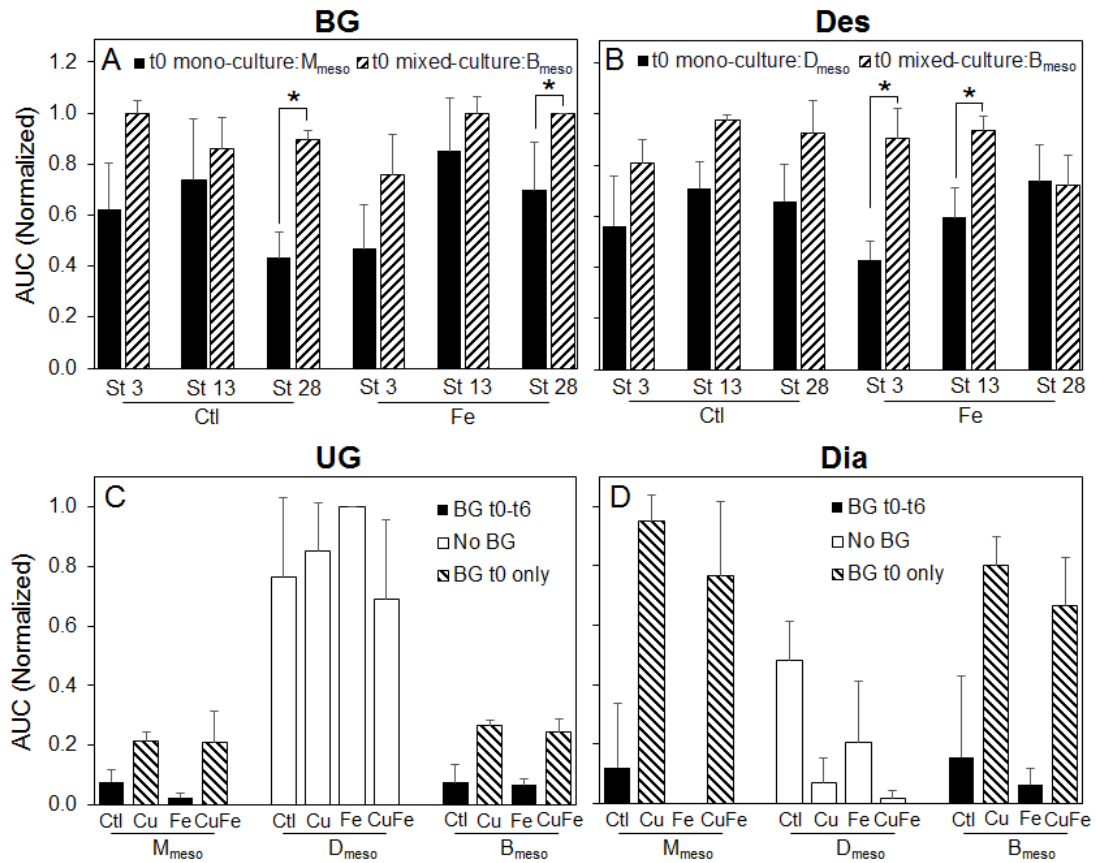 BG
Des
A
t0 mono-culture:Mmeso
t0 mixed-culture:Bmeso
B
t0 mono-culture:Dmeso
t0 mixed-culture:Bmeso
AUC (Normalized)
1.2
1.0
0.8
0.6
0.4
0.2
0.0
*
*
*
*
St 3 St 13 St 28 St 3 St 13 St 28
Ctl Fe
St 3 St 13 St 28 St 3 St 13 St 28
Ctl Fe
UG
Dia
C
BG t0-t6
No BG
BG t0 only
D
BG t0-t6
No BG
BG t0 only
AUC (Normalized)
1.0
0.8
0.6
0.4
0.2
0.0
Ctl Cu Fe CuFe Ctl Cu Fe CuFe Ctl Cu Fe CuFe
Mmeso Dmeso Bmeso
Ctl Cu Fe CuFe Ctl Cu Fe CuFe Ctl Cu Fe CuFe
Mmeso Dmeso Bmeso